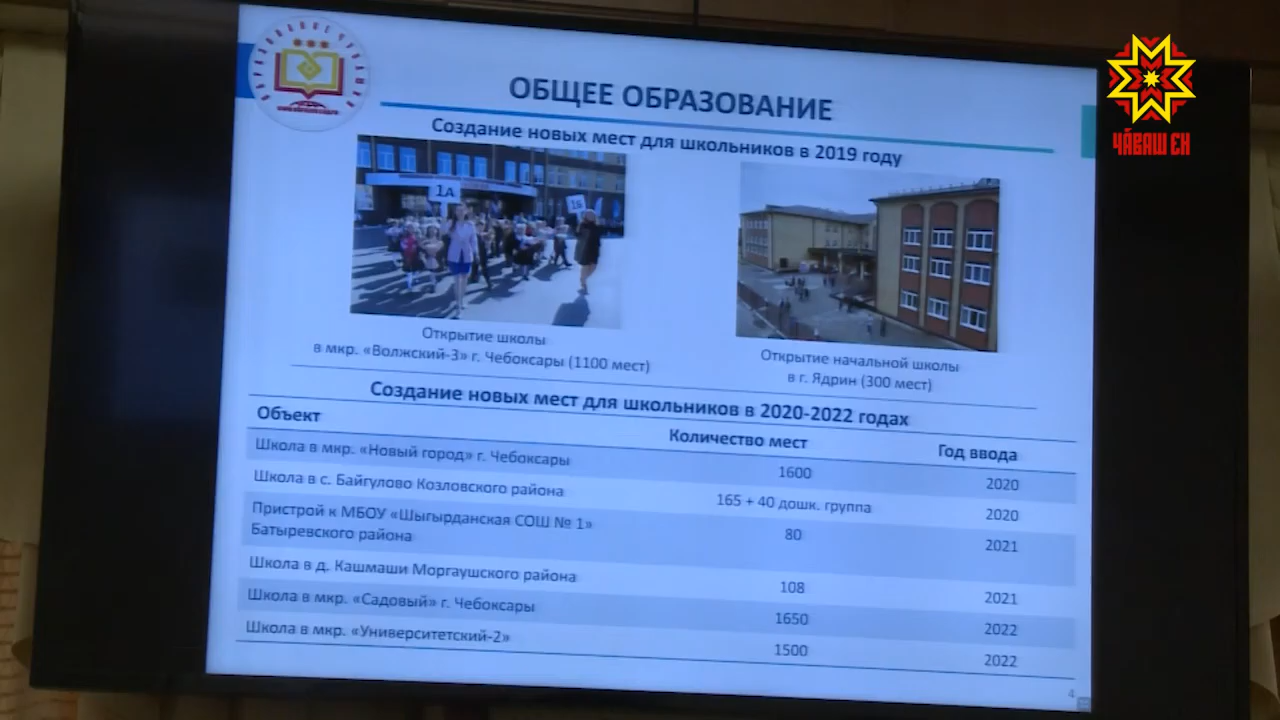 ОБЩЕЕ ОБРАЗОВАНИЕ
ЧӐВАШ ЕН
Создание новых мест для школьников в 2019 году
1А
1Б
Открытие школы
в мкр. «Волжский-3» г. Чебоксары (1100 мест)
Открытие начальной школы
в г. Ядрин (300 мест)
Создание новых мест для школьников в 2020-2022 годах
Объект Количество мест Год ввода
Школа в мкр. «Новый город» г. Чебоксары 1600 2020
Школа в с. Байгулово Козловского района 165 + 40 дошк. группа 2020
Пристрой к МБОУ «Шыгырданская СОШ № 1» 80 2021
Батыревского района
Школа в д. Кашмаши Моргаушского района 108 2021
Школа в мкр. «Садовый» г. Чебоксары 1650 2022
Школа в мкр. «Университетский-2» 1500 2022
4